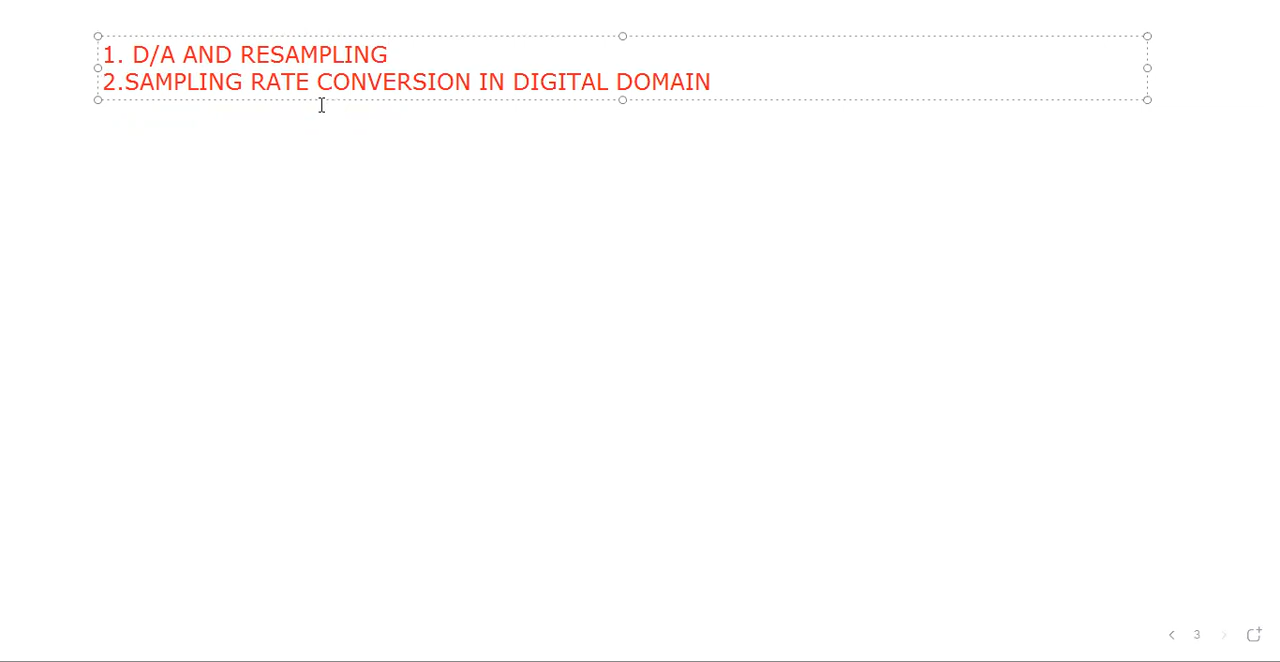 1. D/A AND RESAMPLING
2.SAMPLING RATE CONVERSION IN DIGITAL DOMAIN
3